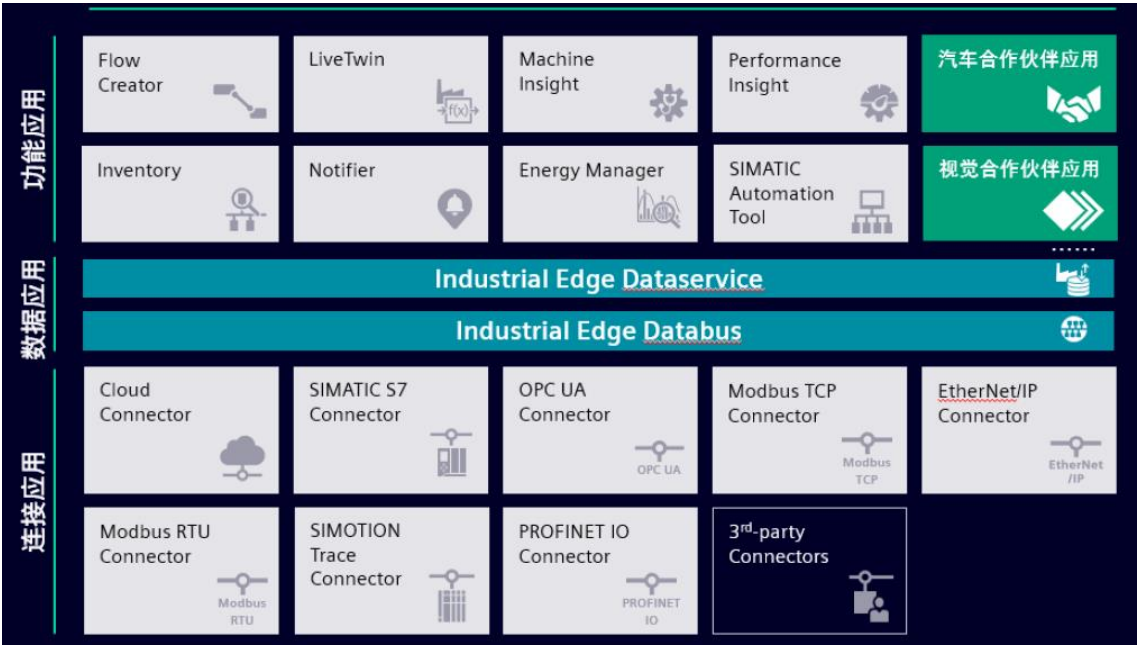 功能应用
Flow
Creator
LiveTwin
f(x)
Machine
Insight
Performance
Insight
汽车合作伙伴应用
Inventory
Notifier
Energy Manager
SIMATIC
Automation
Tool
视觉合作伙伴应用
......
数据应用
Industrial Edge Dataservice
Industrial Edge Databus
连接应用
Cloud
Connector
SIMATIC S7
Connector
OPC UA
Connector
OPC UA
Modbus TCP
Connector
Modbus
TCP
EtherNet/IP
Connector
EtherNet
/IP
Modbus RTU
Connector
Modbus
RTU
SIMOTION
Trace
Connector
PROFINET IO
Connector
PROFINET
IO
3rd-party
Connectors